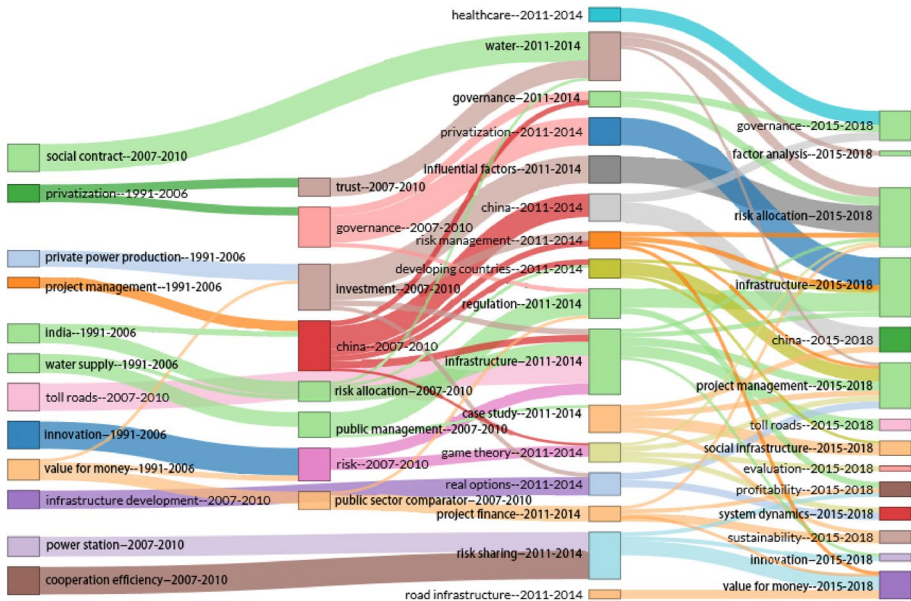 healthcare--2011-2014
water--2011-2014
governance--2011-2014
privatization--2011-2014
influential factors--2011-2014
china--2011-2014
risk management--2011-2014
developing countries--2011-2014
regulation--2011-2014
infrastructure--2011-2014
case study--2011-2014
game theory--2011-2014
real options--2011-2014
project finance--2011-2014
risk sharing--2011-2014
road infrastructure--2011-2014
social contract--2007-2010
privatization--1991-2006
private power production--1991-2006
project management--1991-2006
india--1991-2006
water supply--1991-2006
toll roads--2007-2010
innovation--1991-2006
value for money--1991-2006
infrastructure development--2007-2010
power station--2007-2010
cooperation efficiency--2007-2010
trust--2007-2010
governance--2007-2010
investment--2007-2010
china--2007-2010
risk allocation--2007-2010
public management--2007-2010
risk--2007-2010
public sector comparator--2007-2010
governance--2015-2018
factor analysis--2015-2018
risk allocation--2015-2018
infrastructure--2015-2018
china--2015-2018
project management--2015-2018
toll roads--2015-2018
social infrastructure--2015-2018
evaluation--2015-2018
profitability--2015-2018
system dynamics--2015-2018
sustainability--2015-2018
innovation--2015-2018
value for money--2015-2018